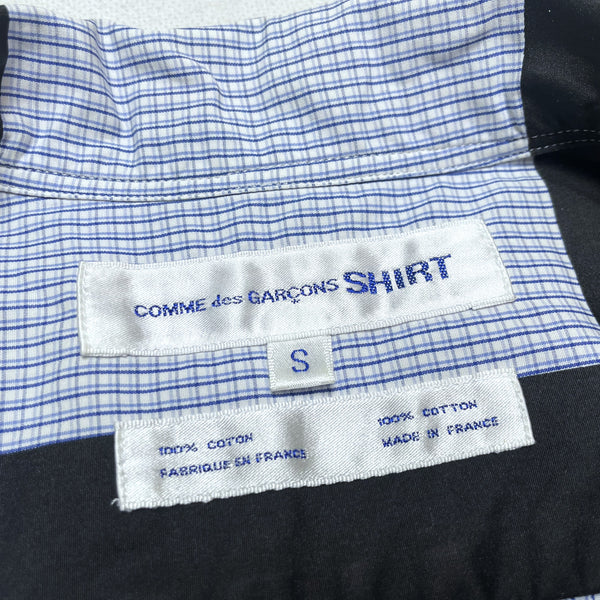 COMME des GARÇONS SHIRT
S
100% COTON
FABRIQUE EN FRANCE
100% COTTON
MADE IN FRANCE